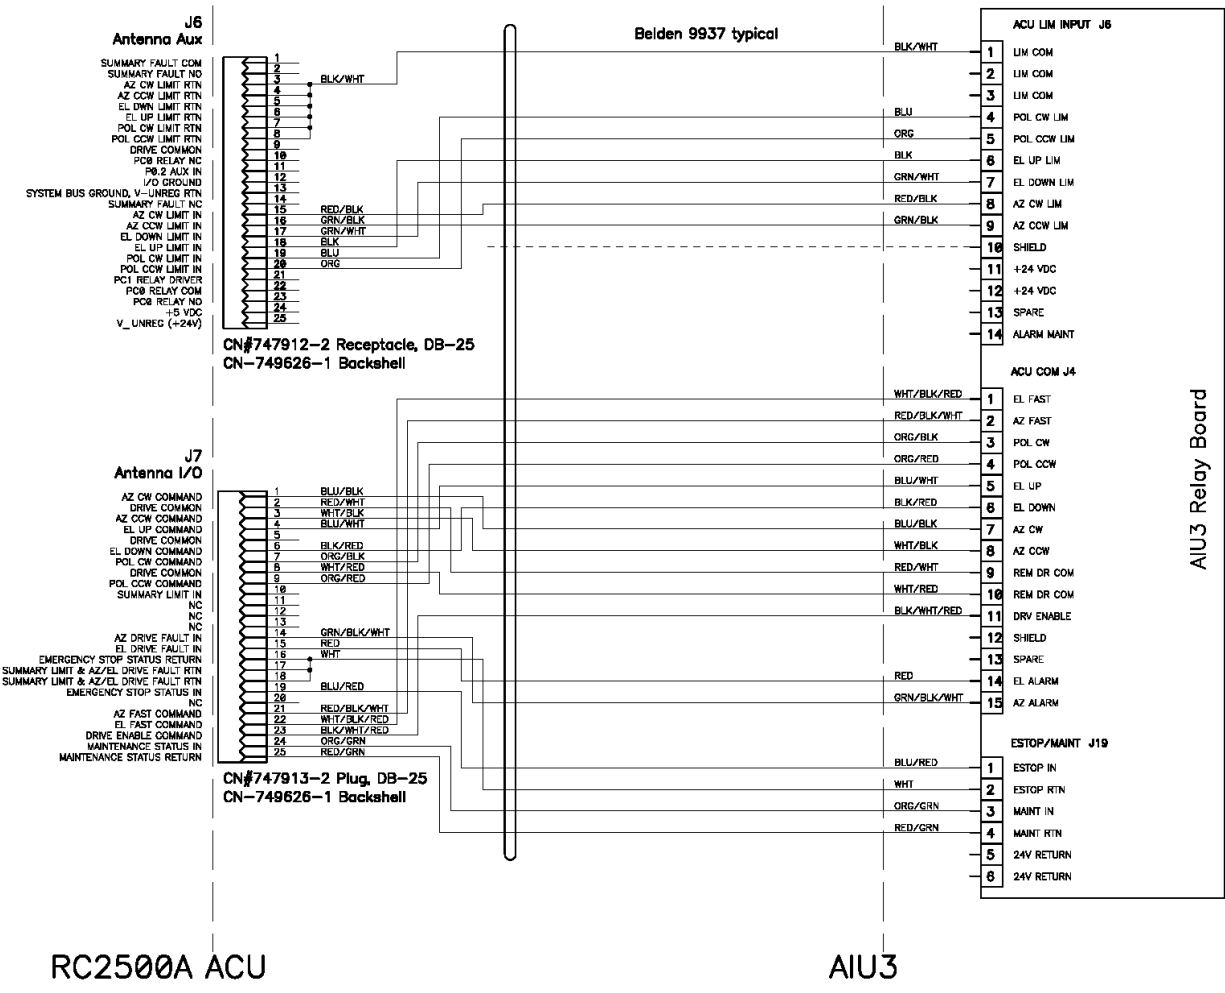 J6
Antenna Aux
SUMMARY FAULT COM 1
SUMMARY FAULT NO 2
AZ CW LIMIT RTN 3 BLK/WHT
AZ CCW LIMIT RTN 4
EL DWN LIMIT RTN 5
EL UP LIMIT RTN 6
POL CW LIMIT RTN 7
POL CCW LIMIT RTN 8
DRIVE COMMON 9
PC0 RELAY NC 10
P0.2 AUX IN 11
I/O GROUND 12
SYSTEM BUS GROUND, V-UNREG RTN 13
SUMMARY FAULT NC 14
AZ CW LIMIT IN 15 RED/BLK
AZ CCW LIMIT IN 16 GRN/BLK
EL DOWN LIMIT IN 17 GRN/WHT
EL UP LIMIT IN 18 BLK
POL CW LIMIT IN 19 BLU
POL CCW LIMIT IN 20 ORG
PC1 RELAY DRIVER 21
PC0 RELAY COM 22
PC0 RELAY NO 23
+5 VDC 24
V_UNREG (+24V) 25
CN#747912-2 Receptacle, DB-25
CN-749626-1 Backshell
J7
Antenna I/O
AZ CW COMMAND 1 BLU/BLK
DRIVE COMMON 2 RED/WHT
AZ CCW COMMAND 3 WHT/BLK
EL UP COMMAND 4 BLU/WHT
DRIVE COMMON 5
EL DOWN COMMAND 6 BLK/RED
POL CW COMMAND 7 ORG/BLK
DRIVE COMMON 8 WHT/RED
POL CCW COMMAND 9 ORG/RED
SUMMARY LIMIT IN 10
NC 11
NC 12
NC 13
AZ DRIVE FAULT IN 14 GRN/BLK/WHT
EL DRIVE FAULT IN 15 RED
EMERGENCY STOP STATUS RETURN 16 WHT
SUMMARY LIMIT & AZ/EL DRIVE FAULT RTN 17
SUMMARY LIMIT & AZ/EL DRIVE FAULT RTN 18
EMERGENCY STOP STATUS IN 19 BLU/RED
NC 20
AZ FAST COMMAND 21 RED/BLK/WHT
EL FAST COMMAND 22 WHT/BLK/RED
DRIVE ENABLE COMMAND 23 BLK/WHT/RED
MAINTENANCE STATUS IN 24 ORG/GRN
MAINTENANCE STATUS RETURN 25 RED/GRN
CN#747913-2 Plug, DB-25
CN-749626-1 Backshell
Belden 9937 typical
ACU LIM INPUT J6
BLK/WHT 1 LIM COM
2 LIM COM
3 LIM COM
BLU 4 POL CW LIM
ORG 5 POL CCW LIM
BLK 6 EL UP LIM
GRN/WHT 7 EL DOWN LIM
RED/BLK 8 AZ CW LIM
GRN/BLK 9 AZ CCW LIM
10 SHIELD
11 +24 VDC
12 +24 VDC
13 SPARE
14 ALARM MAINT
ACU COM J4
WHT/BLK/RED 1 EL FAST
RED/BLK/WHT 2 AZ FAST
ORG/BLK 3 POL CW
ORG/RED 4 POL CCW
BLU/WHT 5 EL UP
BLK/RED 6 EL DOWN
BLU/BLK 7 AZ CW
WHT/BLK 8 AZ CCW
RED/WHT 9 REM DR COM
WHT/RED 10 REM DR COM
BLK/WHT/RED 11 DRV ENABLE
12 SHIELD
13 SPARE
RED 14 EL ALARM
GRN/BLK/WHT 15 AZ ALARM
ESTOP/MAINT J19
BLU/RED 1 ESTOP IN
WHT 2 ESTOP RTN
ORG/GRN 3 MAINT IN
RED/GRN 4 MAINT RTN
5 24V RETURN
6 24V RETURN
AIU3 Relay Board
RC2500A ACU
AIU3